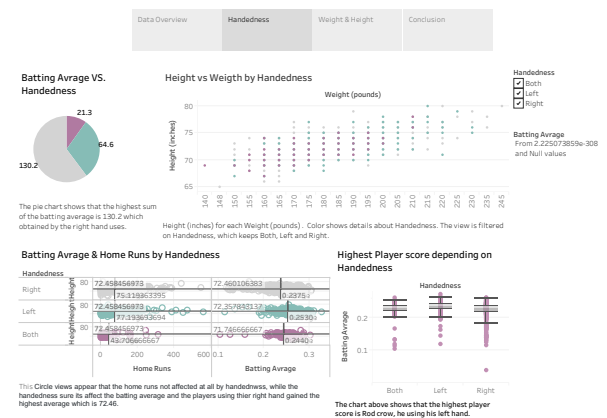 Data Overview
Handedness
Weight & Height
Conclusion
Batting Avrage VS.
Handedness
21.3
64.6
130.2
The pie chart shows that the highest sum
of the batting average is 130.2 which
obtained by the right hand uses.
Height vs Weigth by Handedness
Weight (pounds)
Height (inches)
80
75
70
65
140
145
150
155
160
165
170
175
180
185
190
195
200
205
210
215
220
225
230
235
245
Height (inches) for each Weight (pounds). Color shows details about Handedness. The view is filtered
on Handedness, which keeps Both, Left and Right.
Handedness
Both
Left
Right
Batting Avrage
From 2.225073859e-308
and Null values
Batting Avrage & Home Runs by Handedness
Handedness
Right
Height
80
72.458456973
75.119363395
72.460106383
0.2375
Left
Height
80
72.458456973
77.193693694
0.2530
Both
Height
80
72.458456973
43.706666667
71.746666667
0.2440
0
200
400
600
0.1
0.2
0.3
Home Runs
Batting Avrage
This Circle views appear that the home runs not affected at all by handednwss, while the
handedness sure its affect the batting average and the players using thier right hand gained the
highest average which is 72.46.
Highest Player score depending on
Handedness
Handedness
Batting Avrage
0.2
0.1
Both
Left
Right
The chart above shows that the highest player
score is Rod crow, he using his left hand.